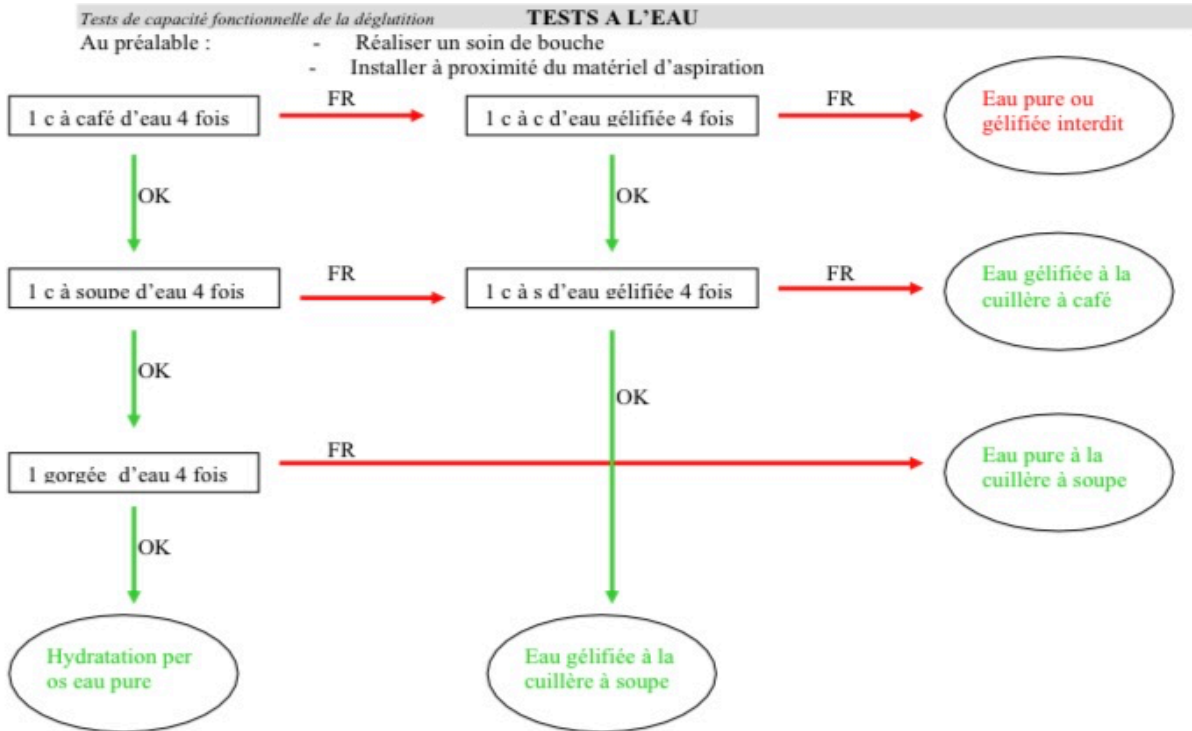 Tests de capacité fonctionnelle de la déglutition
TESTS A L'EAU
Au préalable :
- Réaliser un soin de bouche
- Installer à proximité du matériel d'aspiration
1 c à café d'eau 4 fois
FR
1 c à c d'eau gélifiée 4 fois
FR
Eau pure ou
gélifiée interdit
OK
OK
1 c à soupe d'eau 4 fois
FR
1 c à s d'eau gélifiée 4 fois
FR
Eau gélifiée à la
cuillère à café
OK
OK
1 gorgée d'eau 4 fois
FR
Eau pure à la
cuillère à soupe
OK
Hydratation per
os eau pure
Eau gélifiée à la
cuillère à soupe